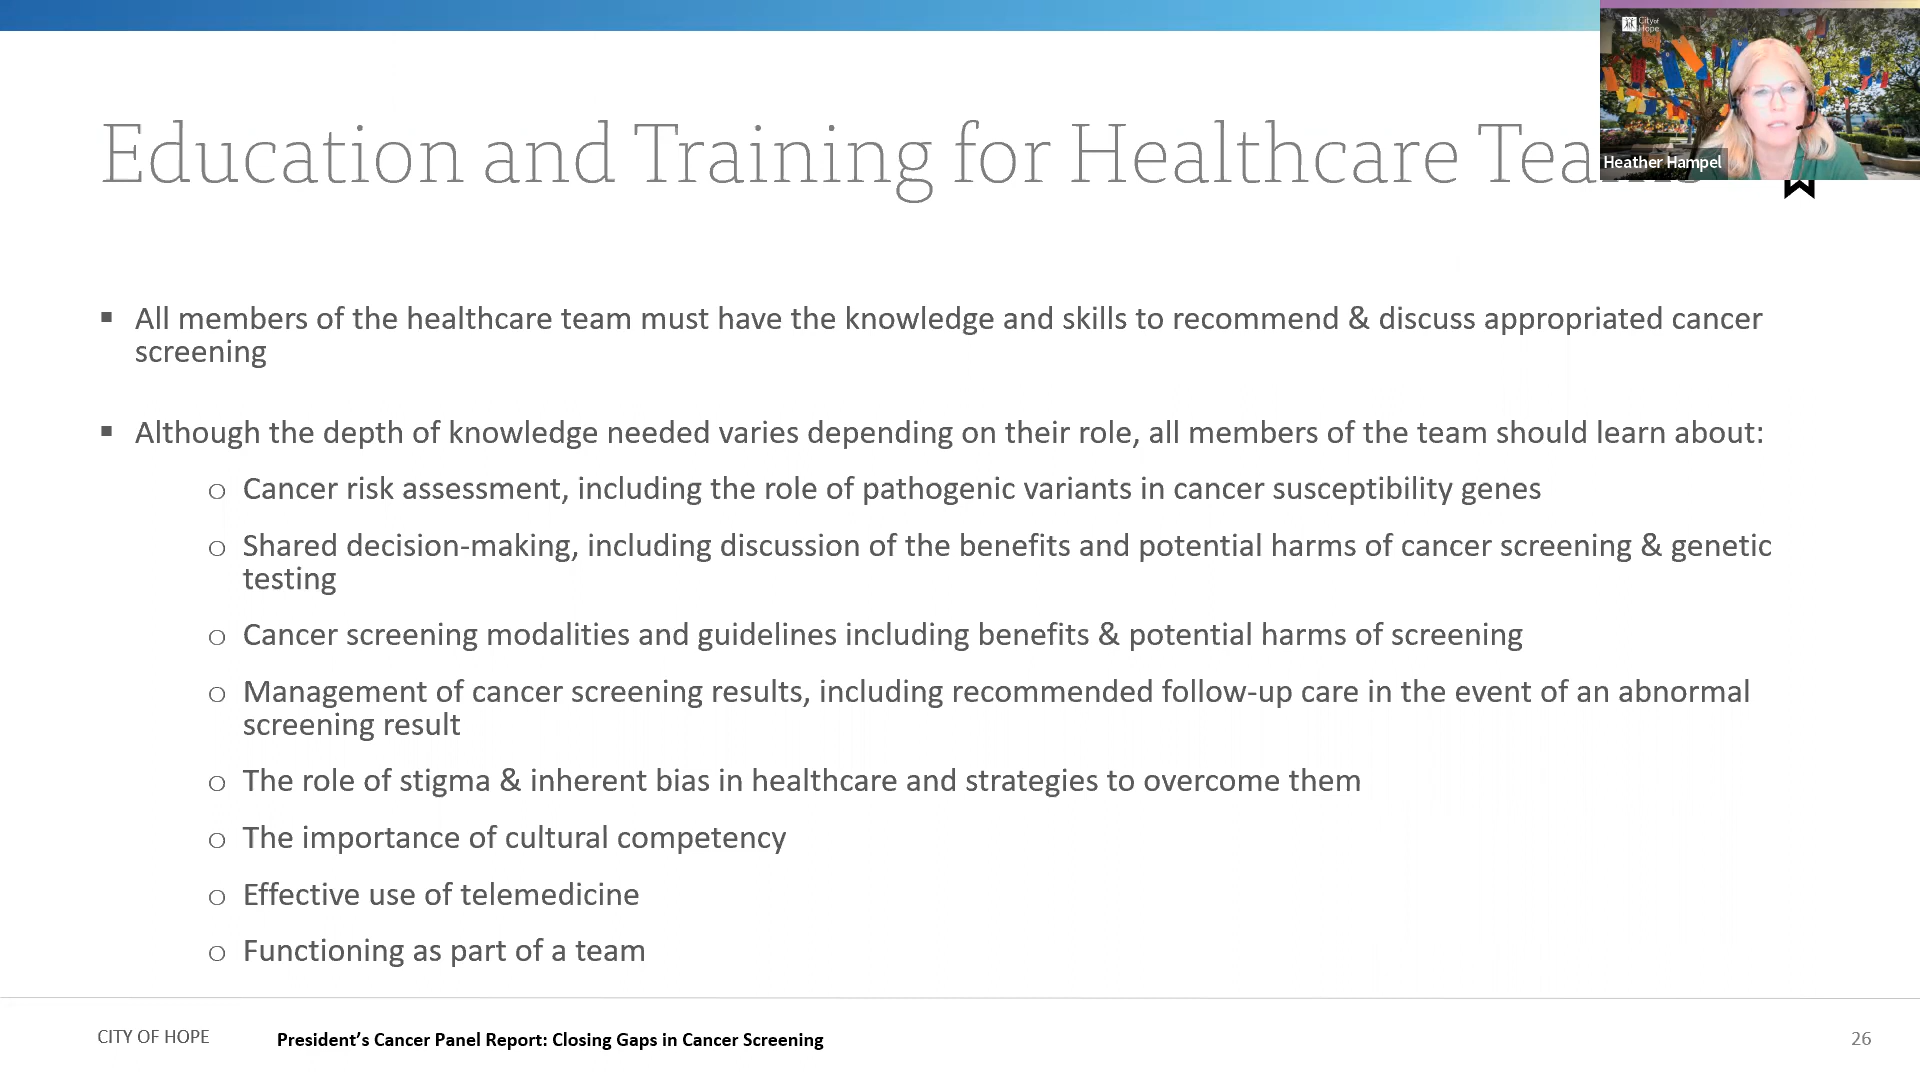 City of
Hope
Education and Training for Healthcare
Heather Hampel
▪ All members of the healthcare team must have the knowledge and skills to recommend & discuss appropriated cancer
screening
▪ Although the depth of knowledge needed varies depending on their role, all members of the team should learn about:
o Cancer risk assessment, including the role of pathogenic variants in cancer susceptibility genes
o Shared decision-making, including discussion of the benefits and potential harms of cancer screening & genetic
testing
o Cancer screening modalities and guidelines including benefits & potential harms of screening
o Management of cancer screening results, including recommended follow-up care in the event of an abnormal
screening result
o The role of stigma & inherent bias in healthcare and strategies to overcome them
o The importance of cultural competency
o Effective use of telemedicine
o Functioning as part of a team
CITY OF HOPE
President’s Cancer Panel Report: Closing Gaps in Cancer Screening
26